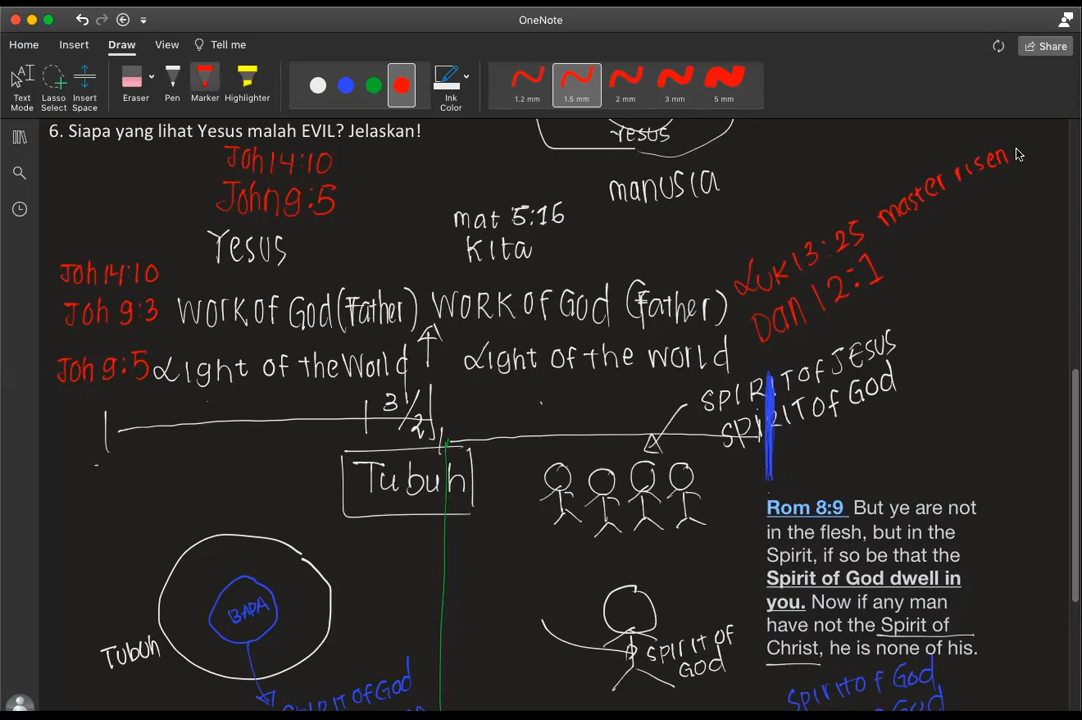 OneNote
Home Insert Draw View Tell me
Share
Text Mode
Lasso Select
Insert Space
Eraser
Pen
Marker
Highlighter
Ink Color
1.2 mm
1.5 mm
2 mm
3 mm
5 mm
6. Siapa yang lihat Yesus malah EVIL? Jelaskan!
Yesus
manusia
Joh 14:10
John 9:5
Yesus
mat 5:16
Kita
Luk 13:25 master risen
Dan 12:1
Joh 14:10
Joh 9:3
WORK of God (Father)
WORK of God (Father)
Joh 9:5
Light of the World
Light of the world
3 1/2
SPIRIT of JESUS
SPIRIT of GOD
Tubuh
Rom 8:9 But ye are not
in the flesh, but in the
Spirit, if so be that the
Spirit of God dwell in
you. Now if any man
have not the Spirit of
Christ, he is none of his.
BAPA
Tubuh
SPIRIT OF
GOD
Spirit of God
Spirit of God
God